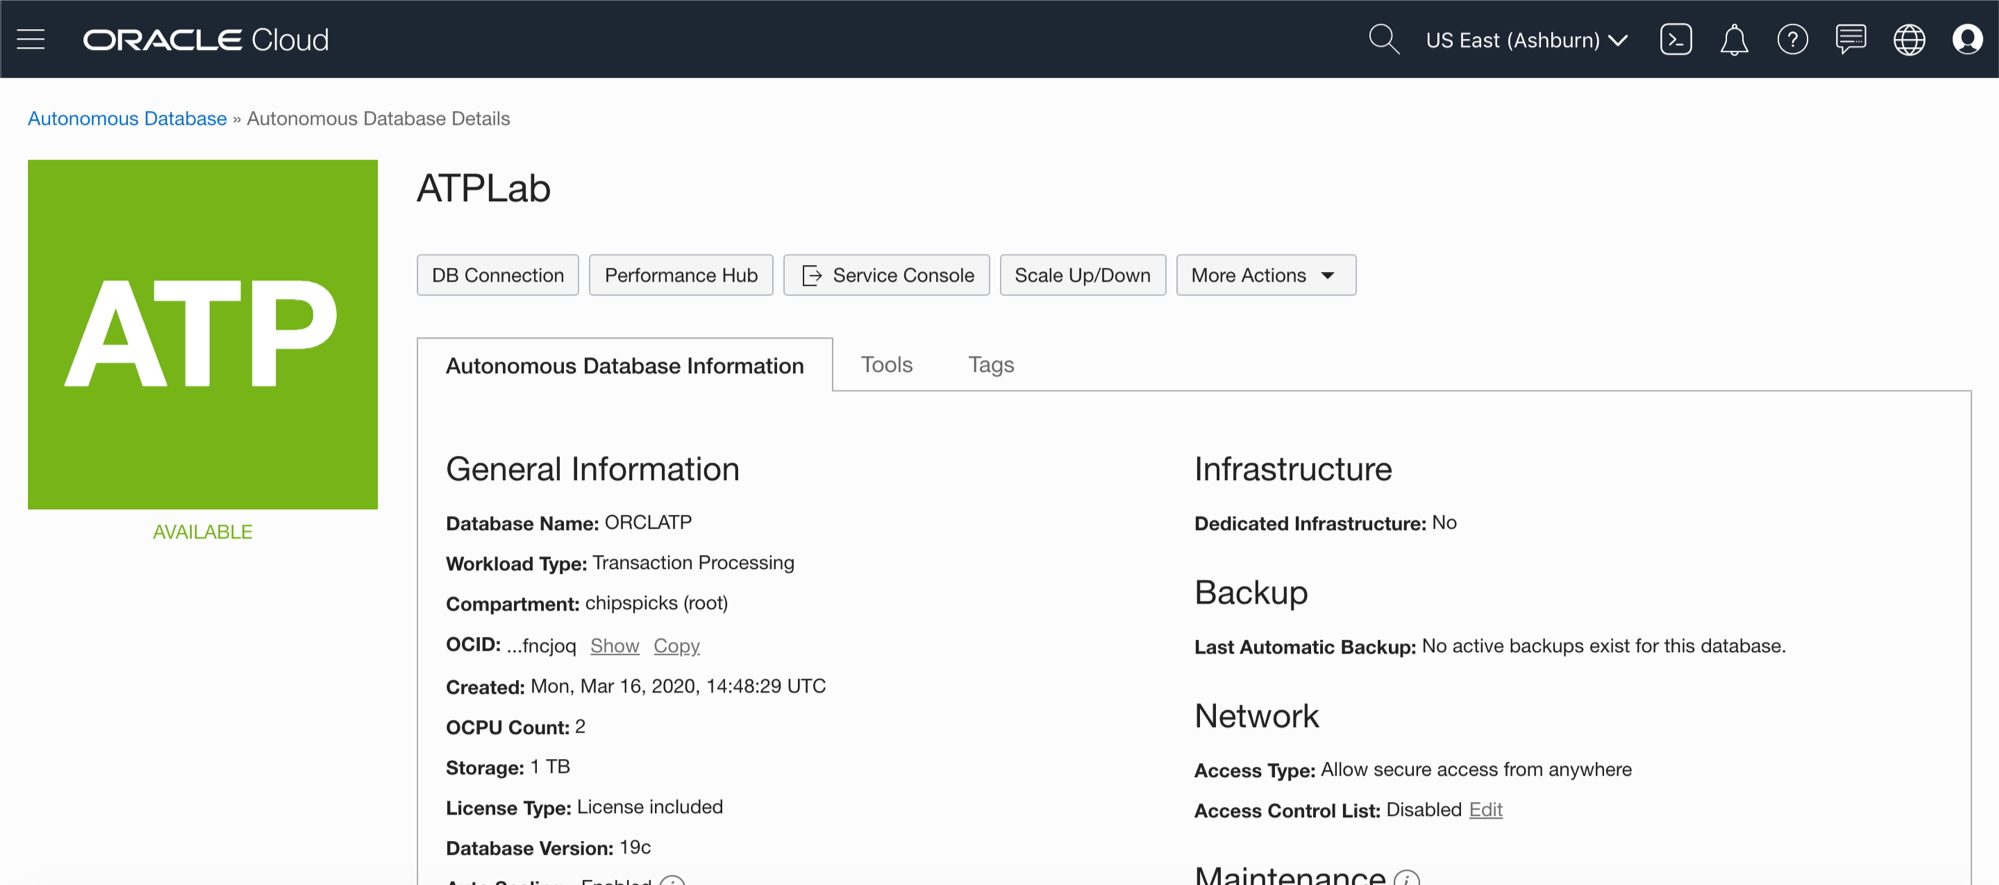 ORACLE Cloud
US East (Ashburn)
Autonomous Database » Autonomous Database Details
ATP
AVAILABLE
ATPLab
DB Connection
Performance Hub
Service Console
Scale Up/Down
More Actions
Autonomous Database Information
Tools
Tags
General Information
Database Name: ORCLATP
Workload Type: Transaction Processing
Compartment: chipspicks (root)
OCID: ...fncjoq Show Copy
Created: Mon, Mar 16, 2020, 14:48:29 UTC
OCPU Count: 2
Storage: 1 TB
License Type: License included
Database Version: 19c
Auto Scaling: Enabled
Infrastructure
Dedicated Infrastructure: No
Backup
Last Automatic Backup: No active backups exist for this database.
Network
Access Type: Allow secure access from anywhere
Access Control List: Disabled Edit
Maintenance